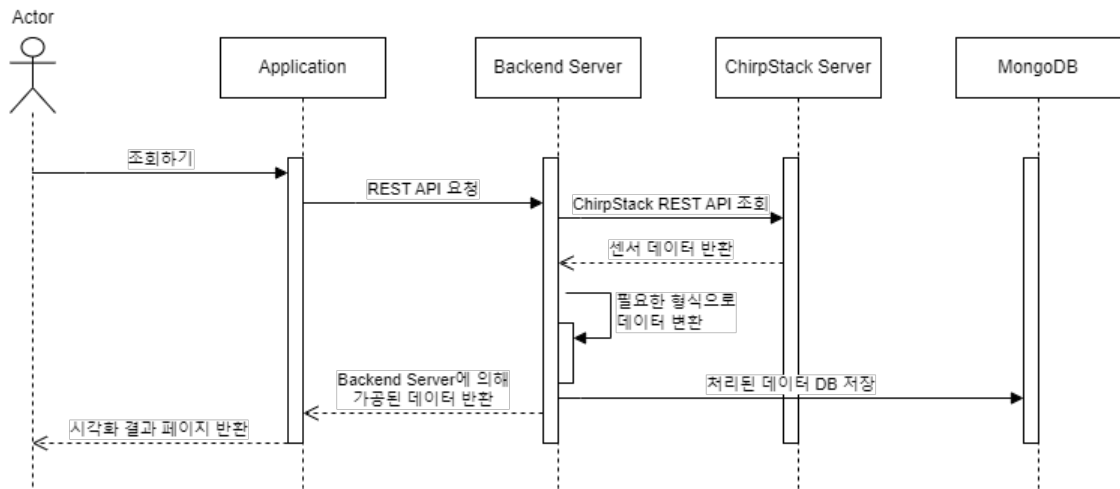 Actor
Application
Backend Server
ChirpStack Server
MongoDB
조회하기
REST API 요청
ChirpStack REST API 조회
센서 데이터 반환
필요한 형식으로
데이터 변환
Backend Server에 의해
가공된 데이터 반환
처리된 데이터 DB 저장
시각화 결과 페이지 반환